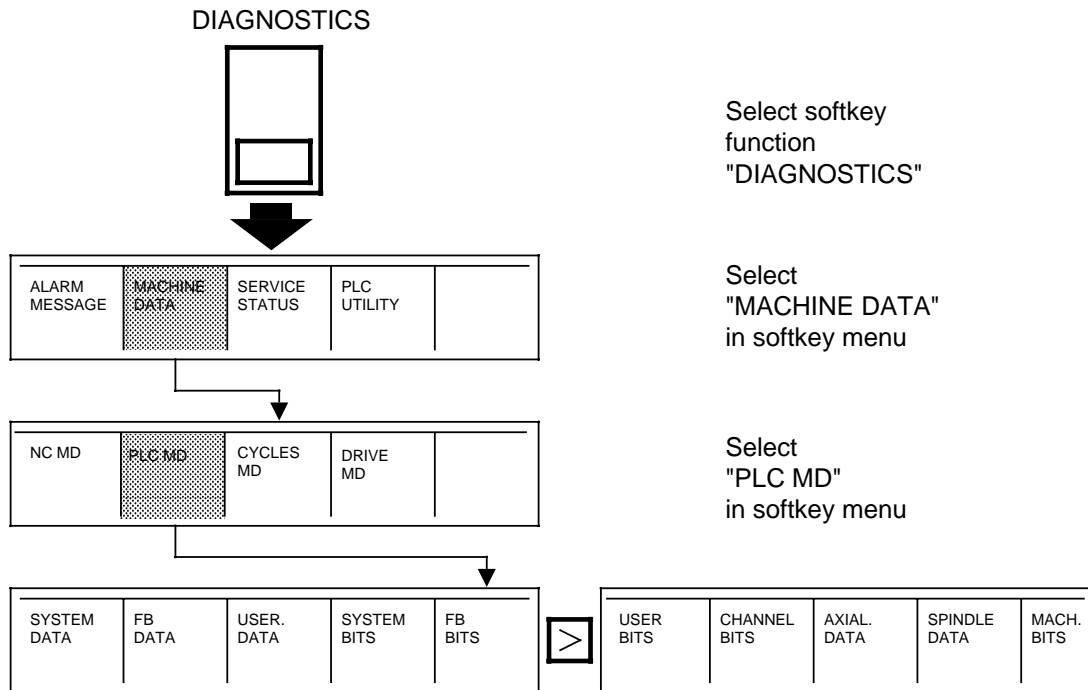 DIAGNOSTICS
Select softkey
function
"DIAGNOSTICS"
ALARM
MESSAGE
MACHINE
DATA
SERVICE
STATUS
PLC
UTILITY
Select
"MACHINE DATA"
in softkey menu
NC MD
PLC MD
CYCLES
MD
DRIVE
MD
Select
"PLC MD"
in softkey menu
SYSTEM
DATA
FB
DATA
USER.
DATA
SYSTEM
BITS
FB
BITS
>
USER
BITS
CHANNEL
BITS
AXIAL.
DATA
SPINDLE
DATA
MACH.
BITS